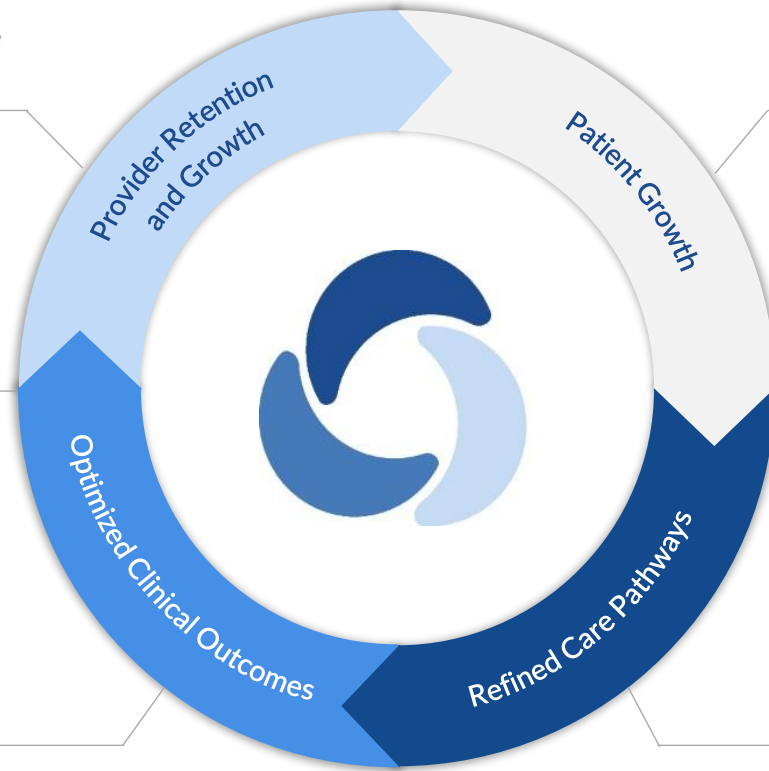 Provider Retention
and Growth
Patient Growth
Refined Care Pathways
Optimized Clinical Outcomes